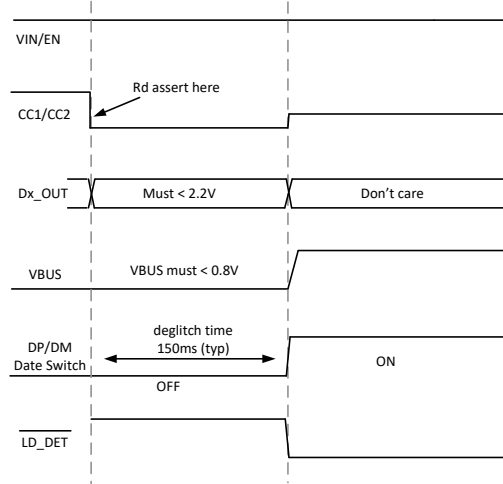 VIN/EN
Rd assert here
CC1/CC2
Dx_OUT
Must < 2.2V
Don't care
VBUS
VBUS must < 0.8V
deglitch time
150ms (typ)
DP/DM
Date Switch
ON
OFF
LD_DET